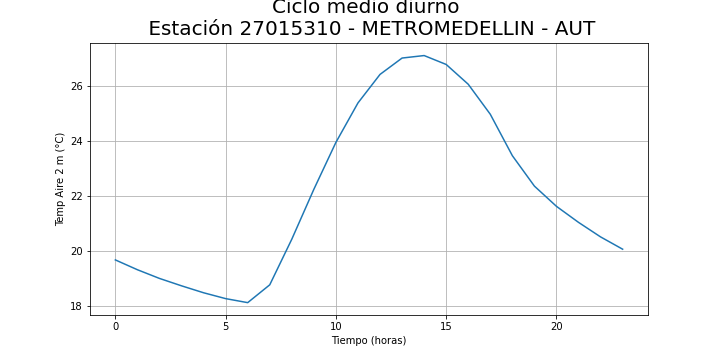 Ciclo medio diurno
Estación 27015310 - METROMEDELLIN - AUT
Temp Aire 2 m (°C)
26
24
22
20
18
0 5 10 15 20
Tiempo (horas)